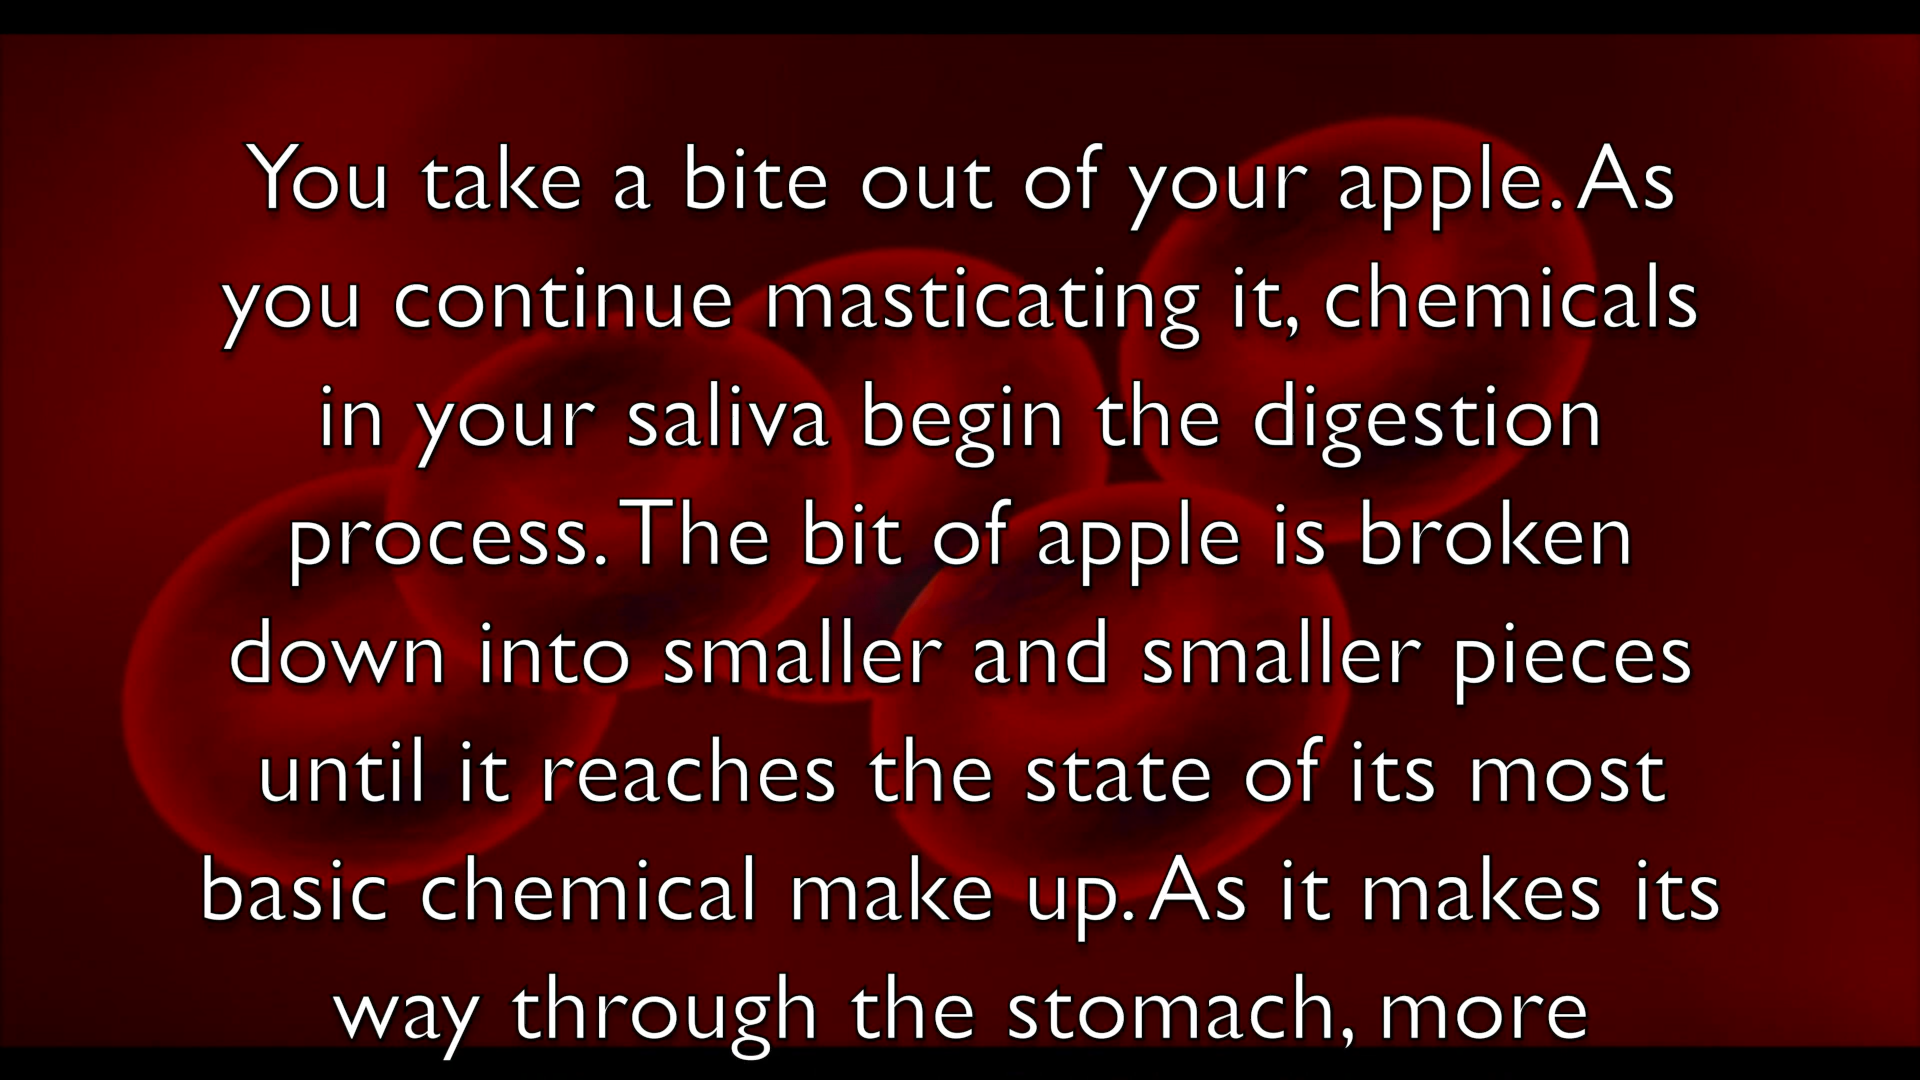 You take a bite out of your apple. As
you continue masticating it, chemicals
in your saliva begin the digestion
process. The bit of apple is broken
down into smaller and smaller pieces
until it reaches the state of its most
basic chemical make up. As it makes its
way through the stomach, more